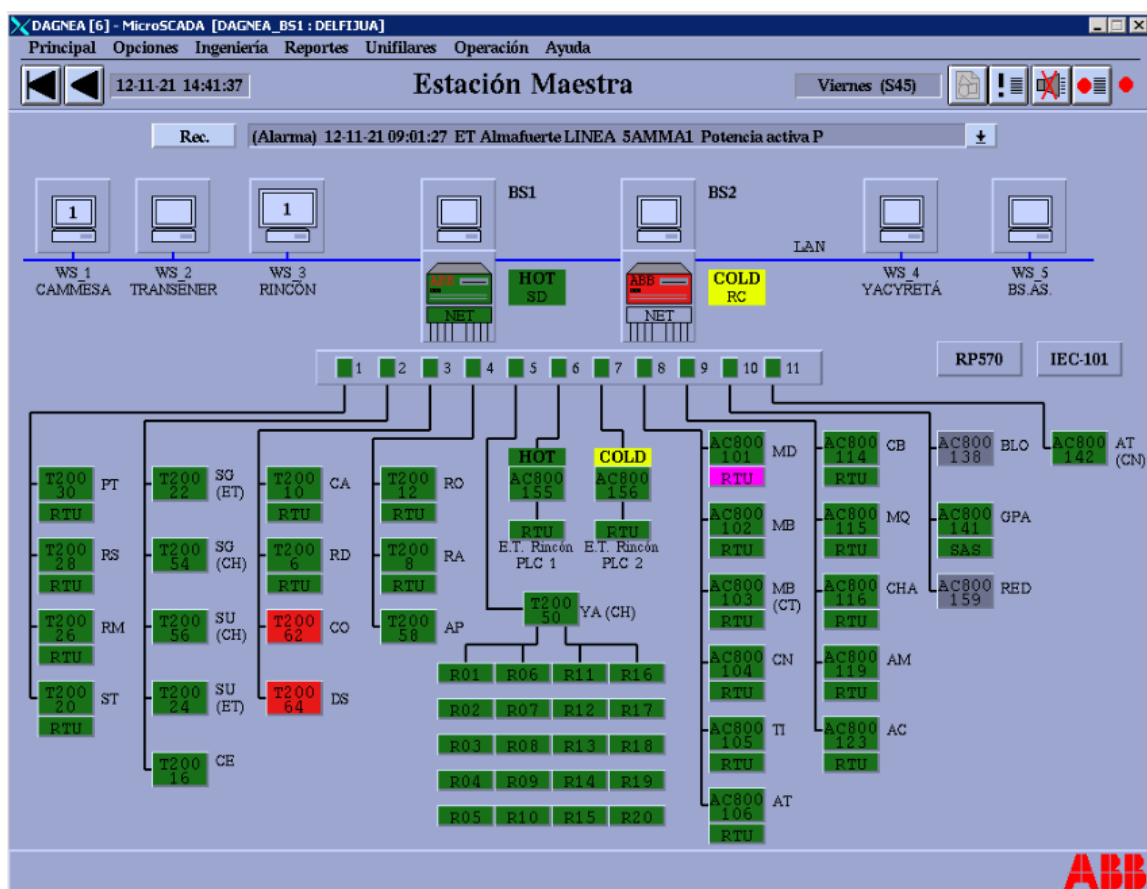 DAGNEA [6] - MicroSCADA [DAGNEA_BS1 : DELFIJUA]
Principal Opciones Ingeniería Reportes Unifilares Operación Ayuda
12-11-21 14:41:37 Estación Maestra Viernes (S45)
Rec. (Alarma) 12-11-21 09:01:27 ET Almafuerte LINEA 5AMMA1 Potencia activa P
BS1 BS2
1 1
LAN
WS_1 WS_2 WS_3 WS_4 WS_5
CAMMESA TRANSENER RINCÓN YACYRETÁ BS.AS.
ABB HOT ABB COLD
SD RC
NET NET
1 2 3 4 5 6 7 8 9 10 11
RP570 IEC-101
T200 30 PT
RTU
T200 28 RS
RTU
T200 26 RM
RTU
T200 20 ST
RTU
T200 22 SG (ET)
T200 54 SG (CH)
T200 56 SU (CH)
T200 24 SU (ET)
T200 16 CE
T200 10 CA
RTU
T200 6 RD
RTU
T200 62 CO
T200 64 DS
T200 12 RO
RTU
T200 8 RA
RTU
T200 58 AP
HOT
AC800 155
RTU
E.T. Rincón
PLC 1
COLD
AC800 156
RTU
E.T. Rincón
PLC 2
T200 50 YA (CH)
R01 R06 R11 R16
R02 R07 R12 R17
R03 R08 R13 R18
R04 R09 R14 R19
R05 R10 R15 R20
AC800 101 MD
RTU
AC800 102 MB
RTU
AC800 103 MB (CT)
RTU
AC800 104 CN
RTU
AC800 105 TI
RTU
AC800 106 AT
RTU
AC800 114 CB
RTU
AC800 115 MQ
RTU
AC800 116 CHA
RTU
AC800 119 AM
RTU
AC800 123 AC
RTU
AC800 138 BLO
AC800 141 GPA
SAS
AC800 159 RED
AC800 142 AT (CN)
ABB